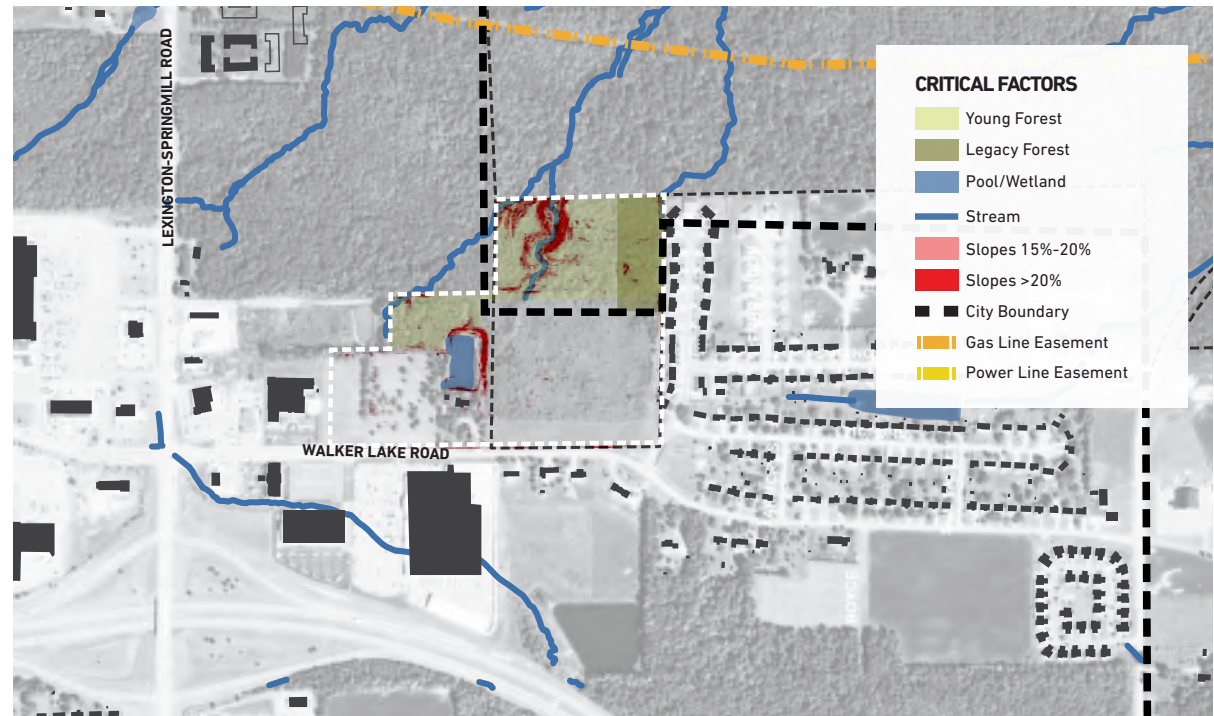 LEXINGTON-SPRINGMILL ROAD
CRITICAL FACTORS
Young Forest
Legacy Forest
Pool/Wetland
Stream
Slopes 15%-20%
Slopes >20%
City Boundary
Gas Line Easement
Power Line Easement
WALKER LAKE ROAD